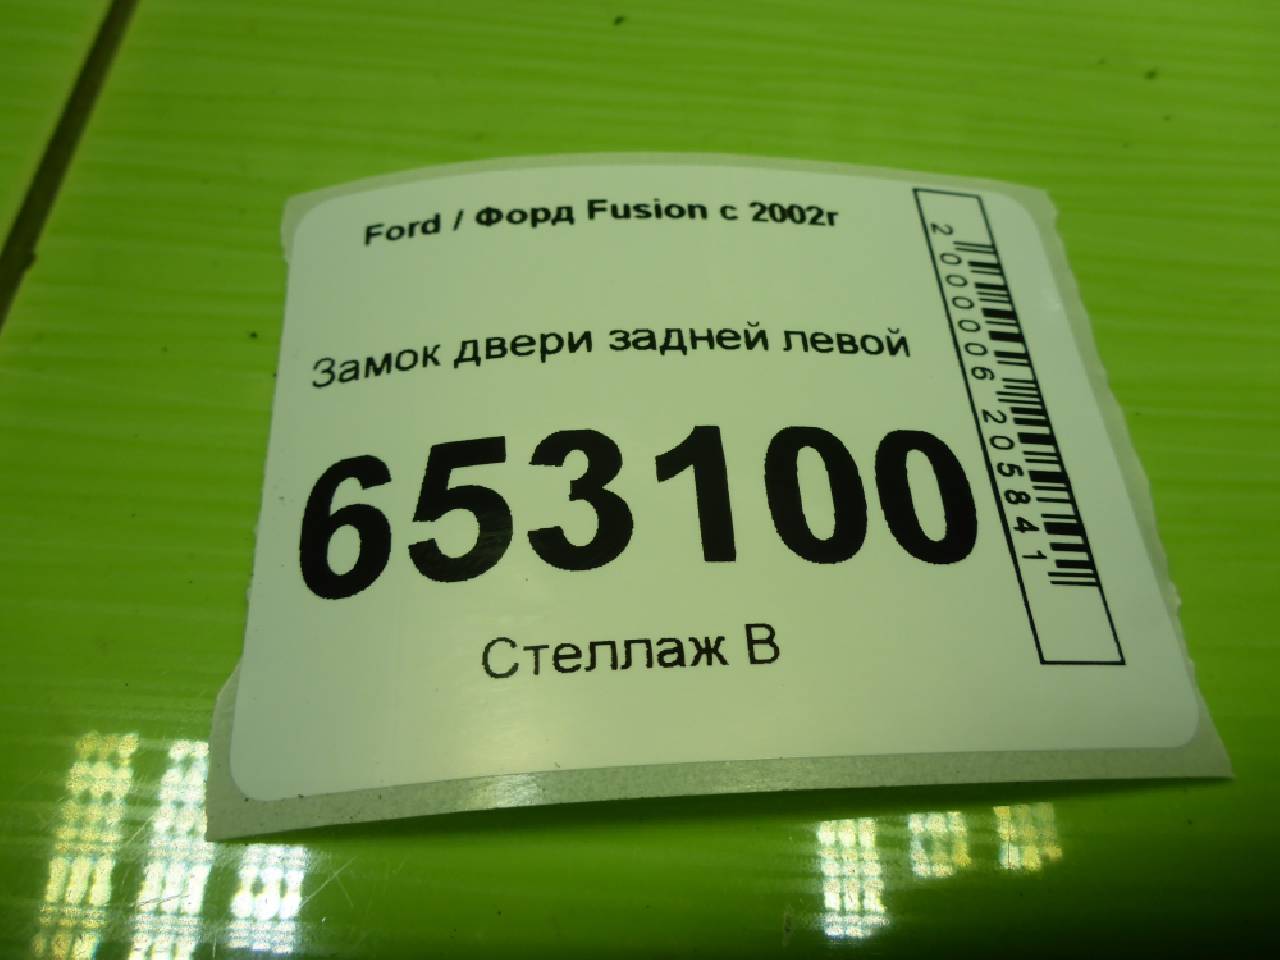 Ford / Форд Fusion с 2002г
Замок двери задней левой
653100
Стеллаж В
2000006205841